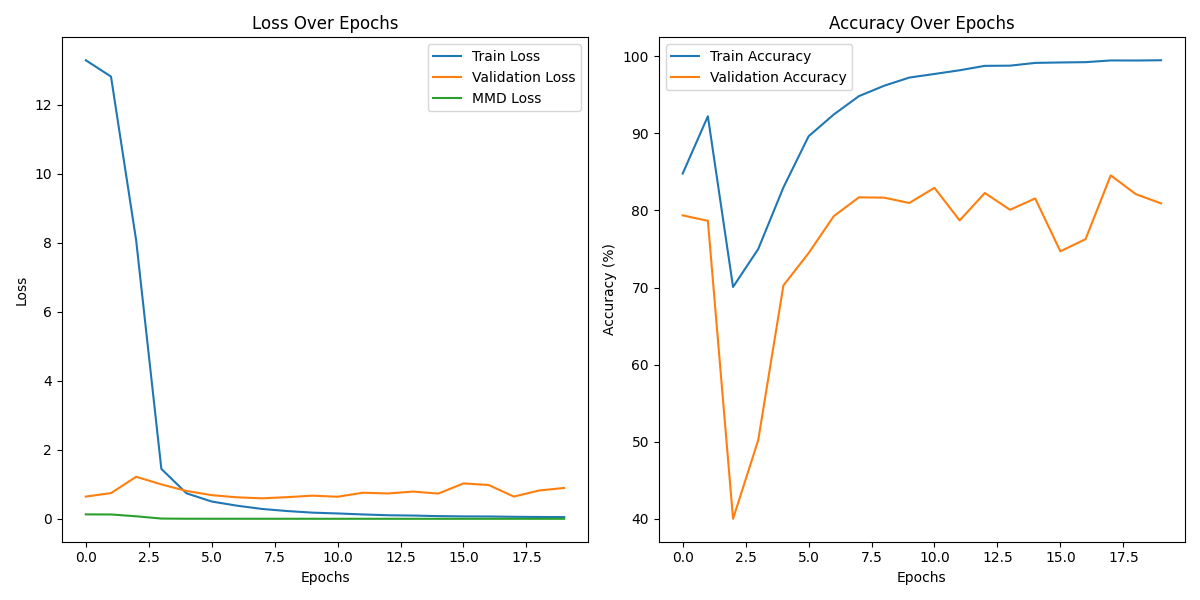 Loss Over Epochs
Train Loss
Validation Loss
MMD Loss
12
10
8
6
4
2
0
Loss
0.0 2.5 5.0 7.5 10.0 12.5 15.0 17.5
Epochs
Accuracy Over Epochs
Train Accuracy
Validation Accuracy
100
90
80
70
60
50
40
Accuracy (%)
0.0 2.5 5.0 7.5 10.0 12.5 15.0 17.5
Epochs